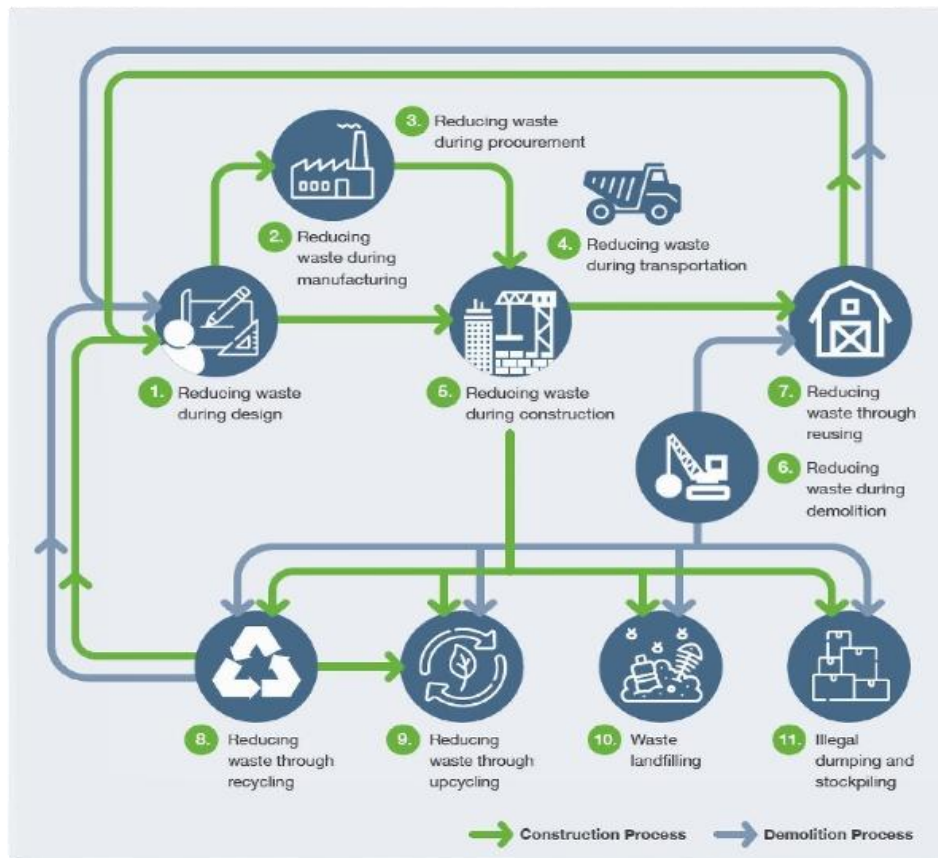 3. Reducing waste
during procurement
2. Reducing
waste during
manufacturing
4. Reducing waste
during transportation
1. Reducing waste
during design
5. Reducing waste
during construction
7. Reducing
waste through
reusing
6. Reducing
waste during
demolition
8. Reducing
waste through
recycling
9. Reducing
waste through
upcycling
10. Waste
landfilling
11. Illegal
dumping and
stockpiling
Construction Process
Demolition Process